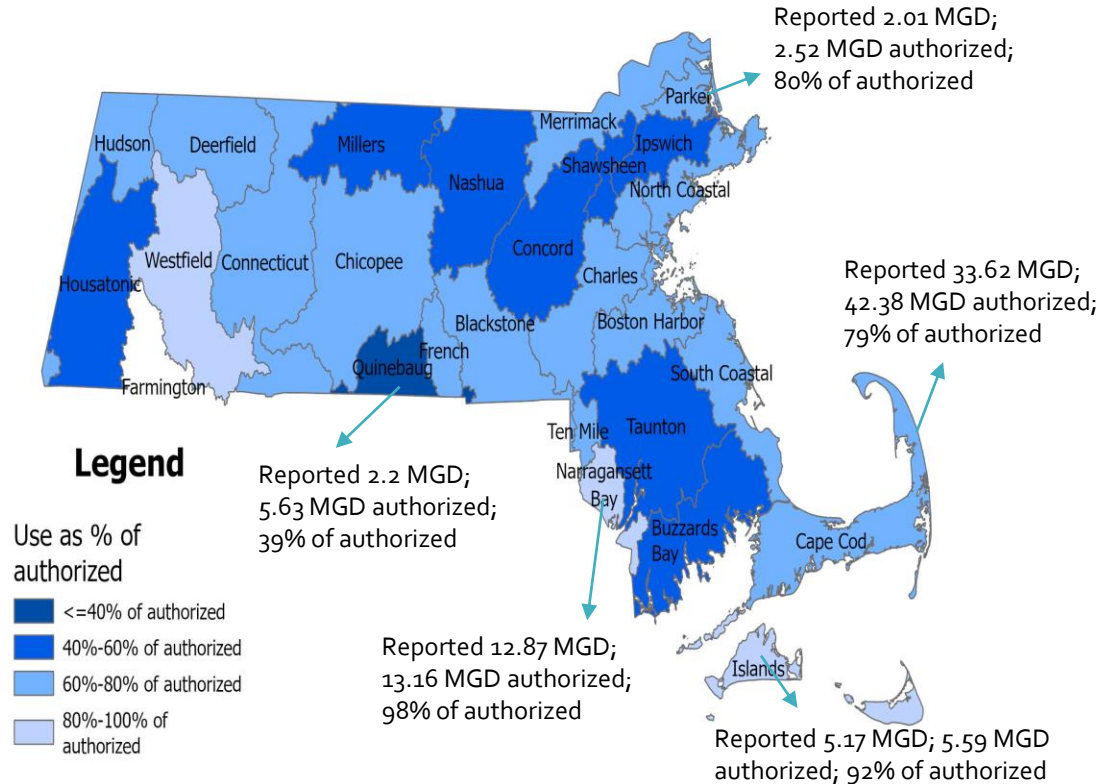 Reported 2.01 MGD;
2.52 MGD authorized;
80% of authorized
Parker
Merrimack
Hudson
Deerfield
Millers
Ipswich
Shawsheen
Nashua
North Coastal
Concord
Westfield
Connecticut
Chicopee
Charles
Housatonic
Reported 33.62 MGD;
42.38 MGD authorized;
79% of authorized
Blackstone
Boston Harbor
French
Quinebaug
South Coastal
Farmington
Ten Mile
Taunton
Legend
Narragansett
Bay
Reported 2.2 MGD;
5.63 MGD authorized;
39% of authorized
Buzzards
Bay
Cape Cod
Use as % of
authorized
<=40% of authorized
40%-60% of authorized
60%-80% of authorized
80%-100% of
authorized
Reported 12.87 MGD;
13.16 MGD authorized;
98% of authorized
Islands
Reported 5.17 MGD; 5.59 MGD
authorized; 92% of authorized